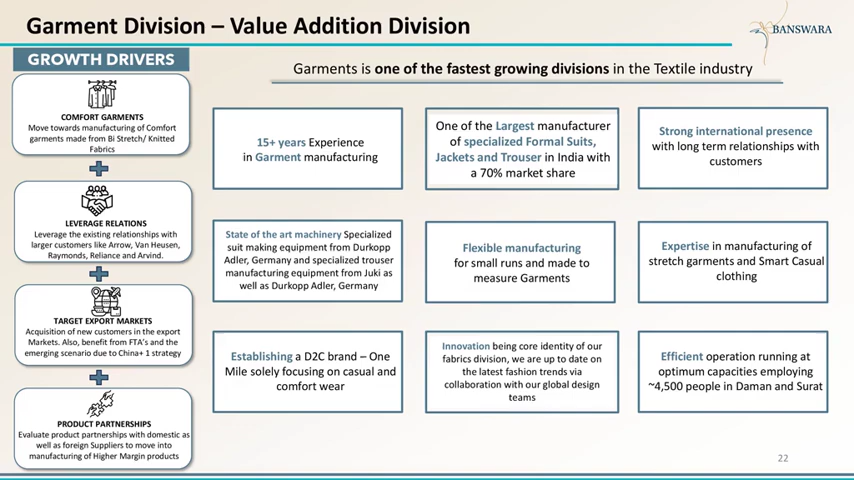 Garment Division – Value Addition Division
BANSWARA
GROWTH DRIVERS
COMFORT GARMENTS
Move towards manufacturing of Comfort
garments made from Bi Stretch/ Knitted
Fabrics
LEVERAGE RELATIONS
Leverage the existing relationships with
larger customers like Arrow, Van Heusen,
Raymonds, Reliance and Arvind.
TARGET EXPORT MARKETS
Acquisition of new customers in the export
Markets. Also, benefit from FTA's and the
emerging scenario due to China+ 1 strategy
PRODUCT PARTNERSHIPS
Evaluate product partnerships with domestic as
well as foreign Suppliers to move into
manufacturing of Higher Margin products
Garments is one of the fastest growing divisions in the Textile industry
15+ years Experience
in Garment manufacturing
One of the Largest manufacturer
of specialized Formal Suits,
Jackets and Trouser in India with
a 70% market share
Strong international presence
with long term relationships with
customers
State of the art machinery Specialized
suit making equipment from Durkopp
Adler, Germany and specialized trouser
manufacturing equipment from Juki as
well as Durkopp Adler, Germany
Flexible manufacturing
for small runs and made to
measure Garments
Expertise in manufacturing of
stretch garments and Smart Casual
clothing
Establishing a D2C brand – One
Mile solely focusing on casual and
comfort wear
Innovation being core identity of our
fabrics division, we are up to date on
the latest fashion trends via
collaboration with our global design
teams
Efficient operation running at
optimum capacities employing
~4,500 people in Daman and Surat
22